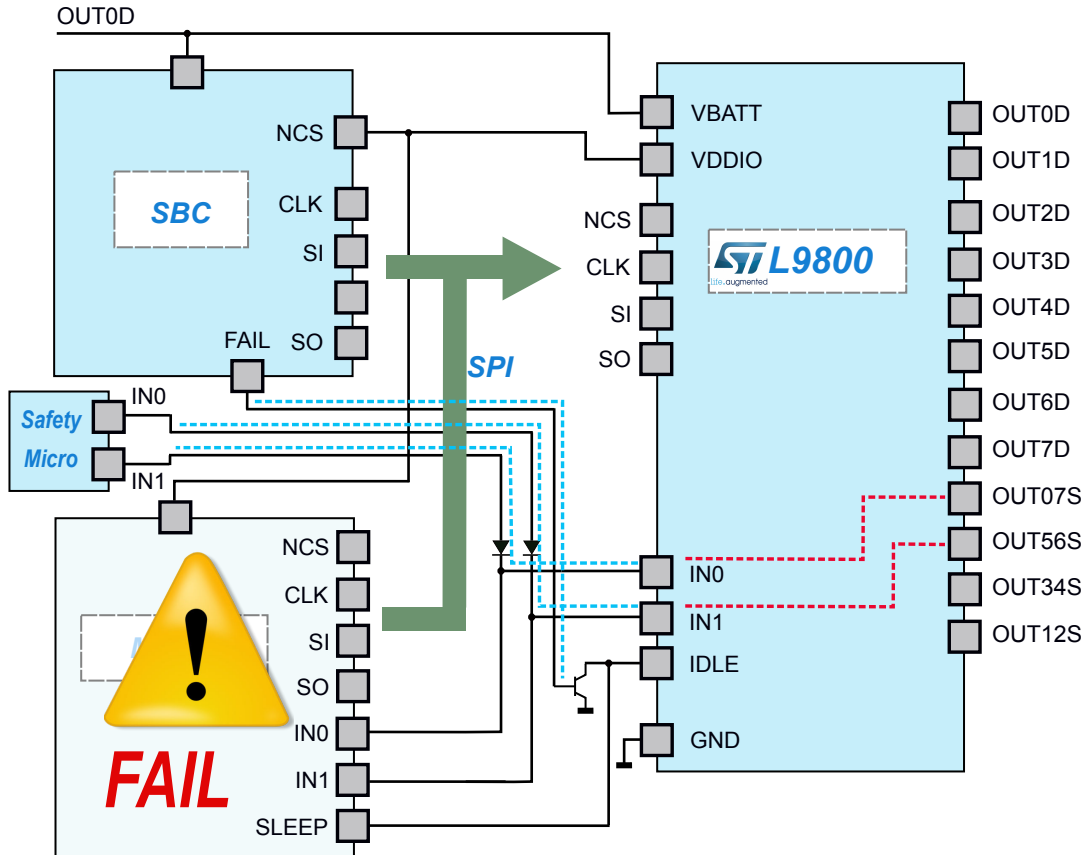 OUT0D
NCS
SBC
CLK
SI
SO
FAIL
SPI
IN0
Safety
Micro
IN1
NCS
CLK
SI
SO
IN0
IN1
SLEEP
FAIL
VBATT
VDDIO
NCS
CLK
SI
SO
ST L9800
life.augmented
IN0
IN1
IDLE
GND
OUT0D
OUT1D
OUT2D
OUT3D
OUT4D
OUT5D
OUT6D
OUT7D
OUT07S
OUT56S
OUT34S
OUT12S